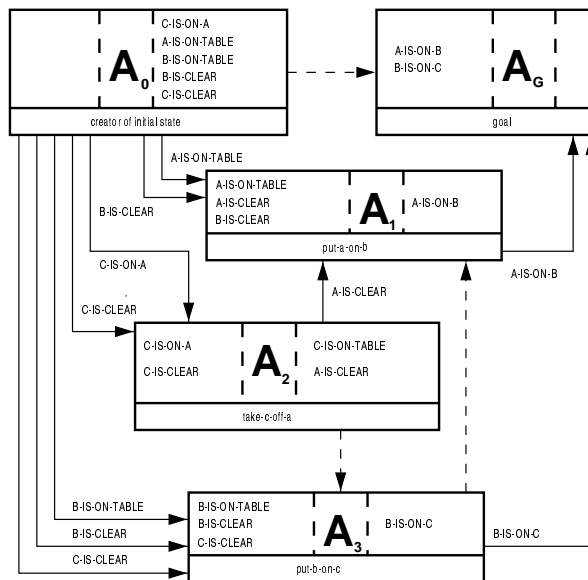 C-IS-ON-A
A-IS-ON-TABLE
B-IS-ON-TABLE
B-IS-CLEAR
C-IS-CLEAR
A0
creator of initial state
A-IS-ON-B
B-IS-ON-C
AG
goal
A-IS-ON-TABLE
B-IS-CLEAR
A-IS-ON-TABLE
A-IS-CLEAR
B-IS-CLEAR
A1
A-IS-ON-B
put-a-on-b
A-IS-ON-B
C-IS-ON-A
A-IS-CLEAR
C-IS-CLEAR
C-IS-ON-A
C-IS-CLEAR
A2
C-IS-ON-TABLE
A-IS-CLEAR
take-c-off-a
B-IS-ON-TABLE
B-IS-CLEAR
C-IS-CLEAR
B-IS-ON-TABLE
B-IS-CLEAR
C-IS-CLEAR
A3
B-IS-ON-C
put-b-on-c
B-IS-ON-C